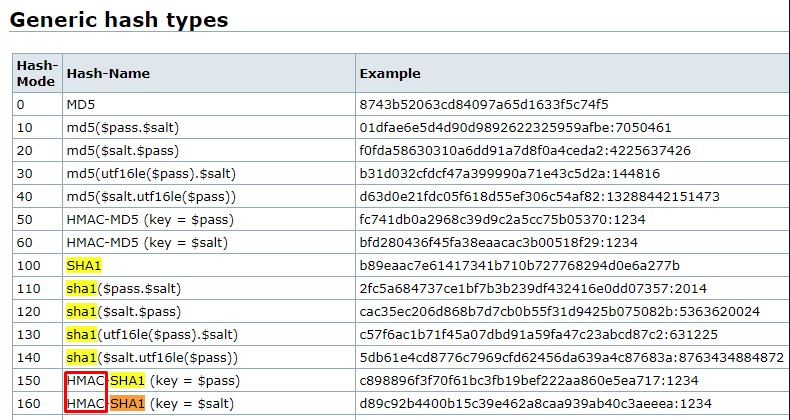 Generic hash types
Hash-Mode Hash-Name Example
0 MD5 8743b52063cd84097a65d1633f5c74f5
10 md5($pass.$salt) 01dfae6e5d4d90d9892622325959afbe:7050461
20 md5($salt.$pass) f0fda58630310a6dd91a7d8f0a4ceda2:4225637426
30 md5(utf16le($pass).$salt) b31d032cfdcf47a399990a71e43c5d2a:144816
40 md5($salt.utf16le($pass)) d63d0e21fdc05f618d55ef306c54af82:13288442151473
50 HMAC-MD5 (key = $pass) fc741db0a2968c39d9c2a5cc75b05370:1234
60 HMAC-MD5 (key = $salt) bfd280436f45fa38eaacac3b00518f29:1234
100 SHA1 b89eaac7e61417341b710b727768294d0e6a277b
110 sha1($pass.$salt) 2fc5a684737ce1bf7b3b239df432416e0dd07357:2014
120 sha1($salt.$pass) cac35ec206d868b7d7cb0b55f31d9425b075082b:5363620024
130 sha1(utf16le($pass).$salt) c57f6ac1b71f45a07dbd91a59fa47c23abcd87c2:631225
140 sha1($salt.utf16le($pass)) 5db61e4cd8776c7969cfd62456da639a4c87683a:8763434884872
150 HMAC-SHA1 (key = $pass) c898896f3f70f61bc3fb19bef222aa860e5ea717:1234
160 HMAC-SHA1 (key = $salt) d89c92b4400b15c39e462a8caa939ab40c3aeeea:1234